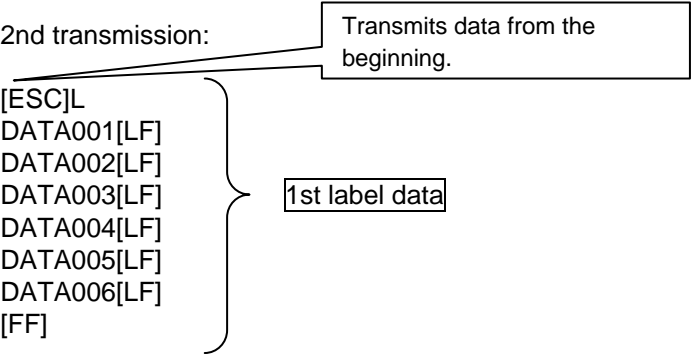 2nd transmission:
Transmits data from the
beginning.
[ESC]L
DATA001[LF]
DATA002[LF]
DATA003[LF]
1st label data
DATA004[LF]
DATA005[LF]
DATA006[LF]
[FF]